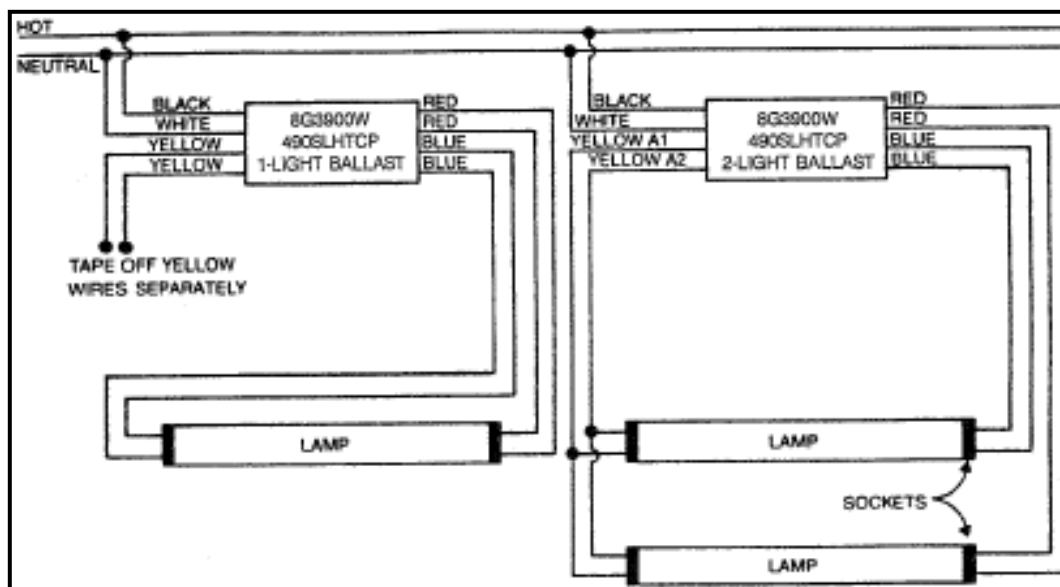 HOT
NEUTRAL
BLACK
WHITE
YELLOW
YELLOW
8G3900W
490SLHTCP
1-LIGHT BALLAST
RED
RED
BLUE
BLUE
TAPE OFF YELLOW
WIRES SEPARATELY
LAMP
BLACK
WHITE
YELLOW A1
YELLOW A2
8G3900W
490SLHTCP
2-LIGHT BALLAST
RED
RED
BLUE
BLUE
LAMP
SOCKETS
LAMP